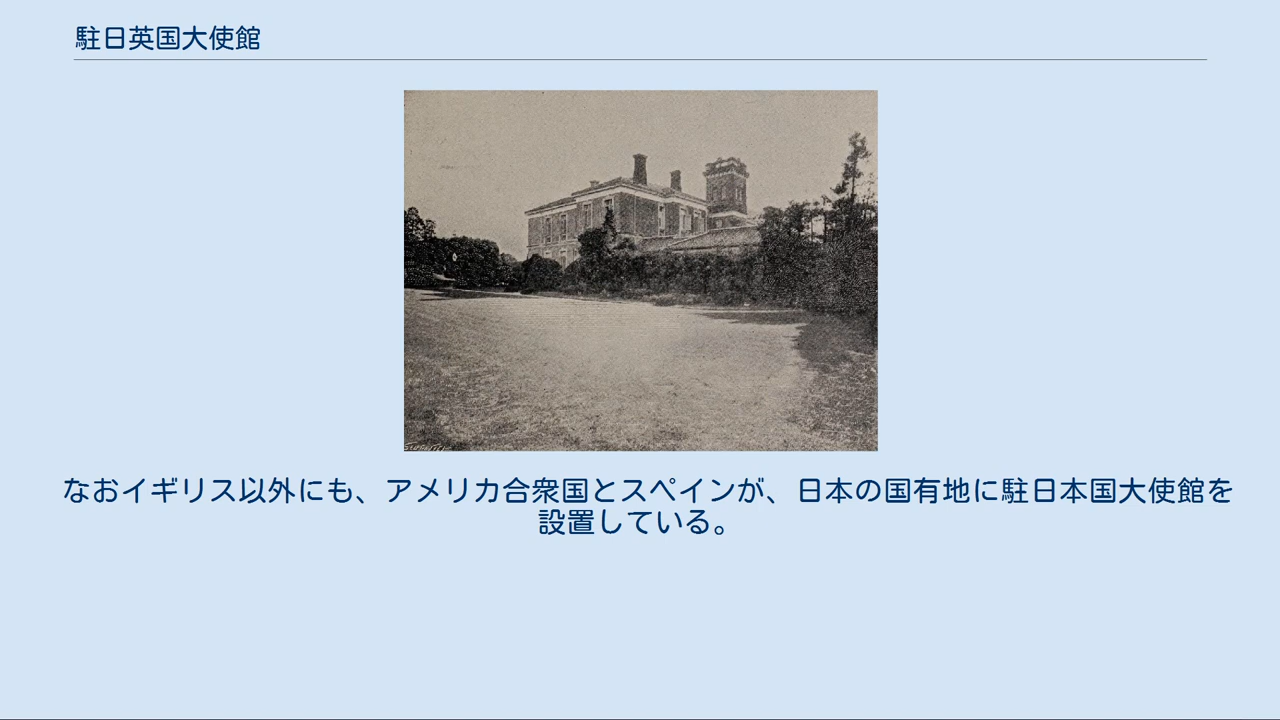 駐日英国大使館
なおイギリス以外にも、アメリカ合衆国とスペインが、日本の国有地に駐日本国大使館を
設置している。